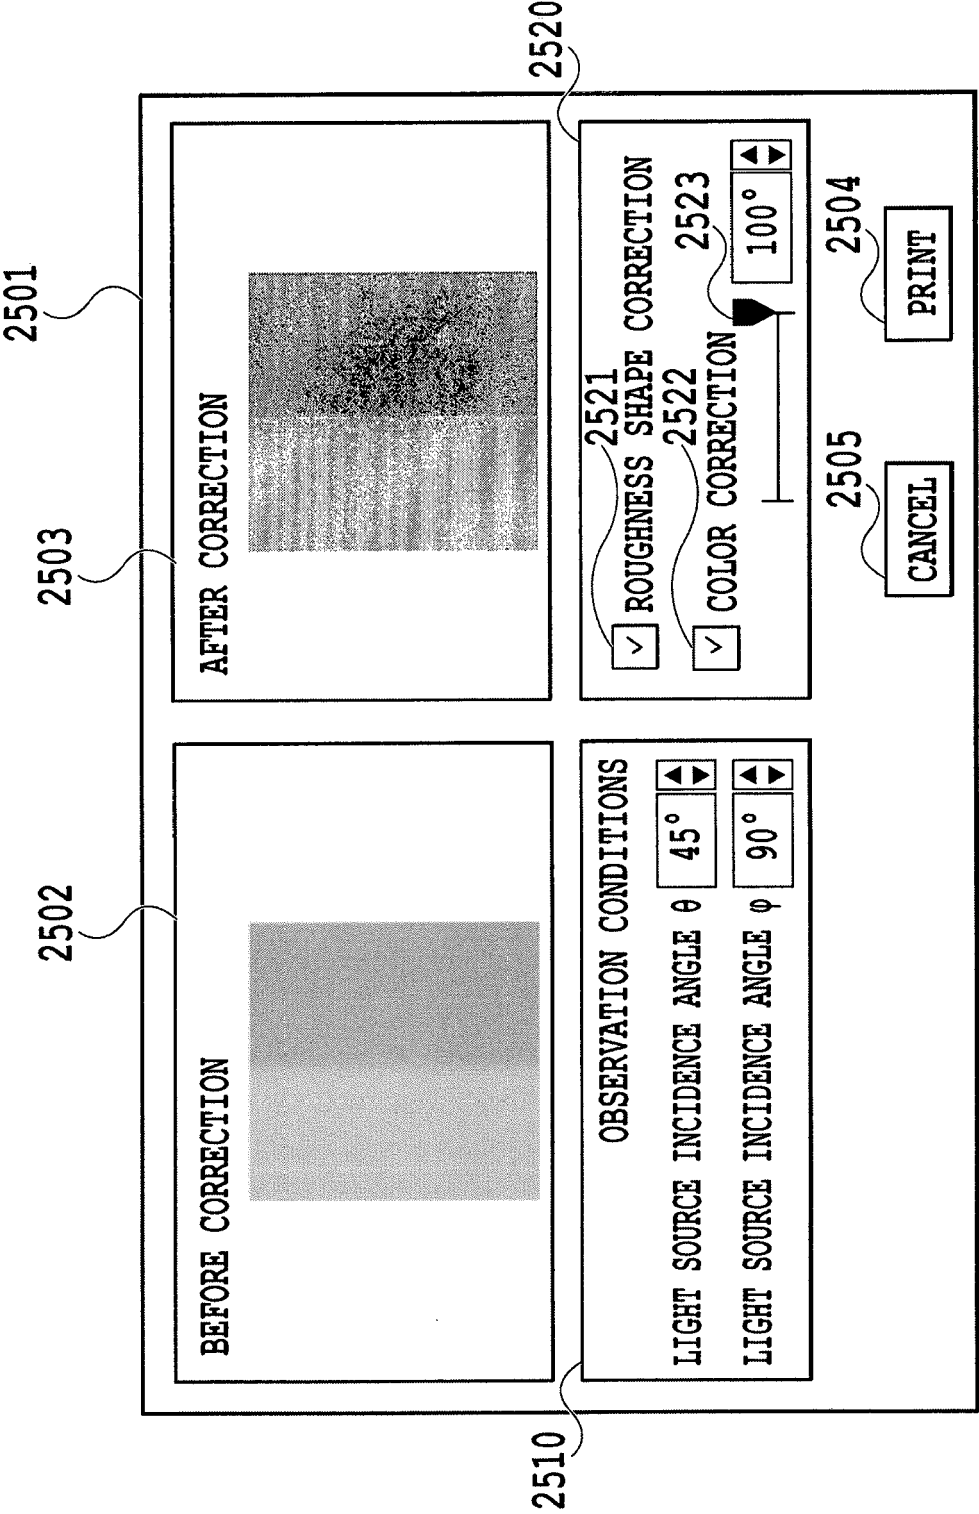 2501
2502
2503
BEFORE CORRECTION
AFTER CORRECTION
2510
2520
OBSERVATION CONDITIONS
LIGHT SOURCE INCIDENCE ANGLE θ 45°
LIGHT SOURCE INCIDENCE ANGLE φ 90°
2521
ROUGHNESS SHAPE CORRECTION
2522
COLOR CORRECTION
2523
100°
2505
2504
CANCEL
PRINT